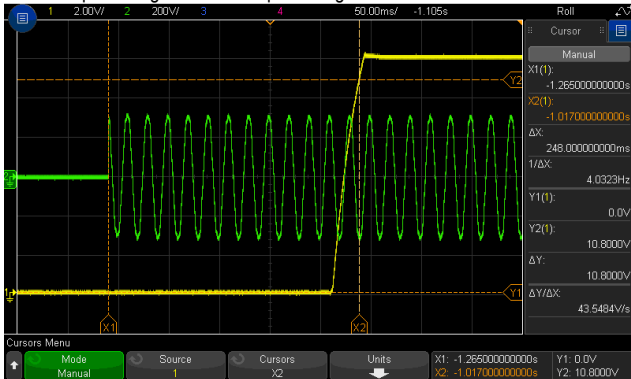 1 2.00V/ 2 200V/ 3 4 50.00ms/ -1.105s Roll
Cursor
Manual
X1(1):
-1.265000000000s
X2(1):
-1.017000000000s
ΔX:
248.000000000ms
1/ΔX:
4.0323Hz
Y1(1):
0.0V
Y2(1):
10.8000V
ΔY:
10.8000V
ΔY/ΔX:
43.5484V/s
Y2
2
1
Y1
X1
X2
Cursors Menu
Mode
Manual
Source
1
Cursors
X2
Units
X1: -1.265000000000s
X2: -1.017000000000s
Y1: 0.0V
Y2: 10.8000V